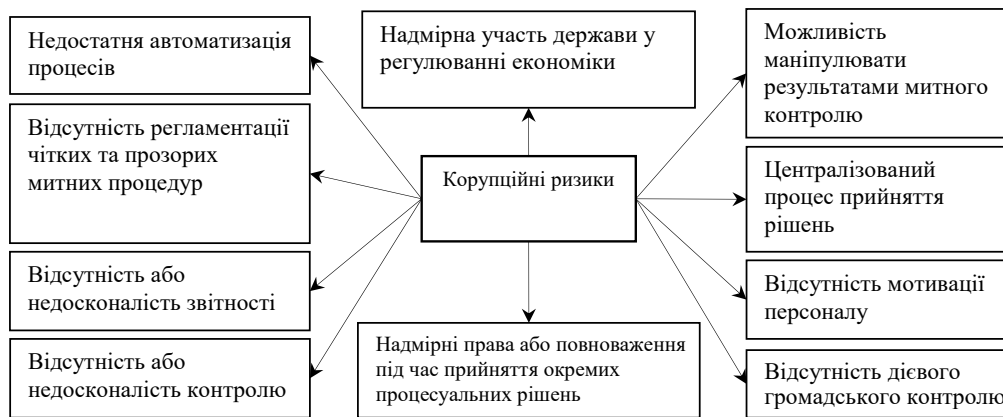 Недостатня автоматизація
процесів
Відсутність регламентації
чітких та прозорих
митних процедур
Відсутність або
недосконалість звітності
Відсутність або
недосконалість контролю
Надмірна участь держави у
регулюванні економіки
Корупційні ризики
Надмірні права або повноваження
під час прийняття окремих
процесуальних рішень
Можливість
маніпулювати
результатами митного
контролю
Централізований
процес прийняття
рішень
Відсутність мотивації
персоналу
Відсутність дієвого
громадського контролю